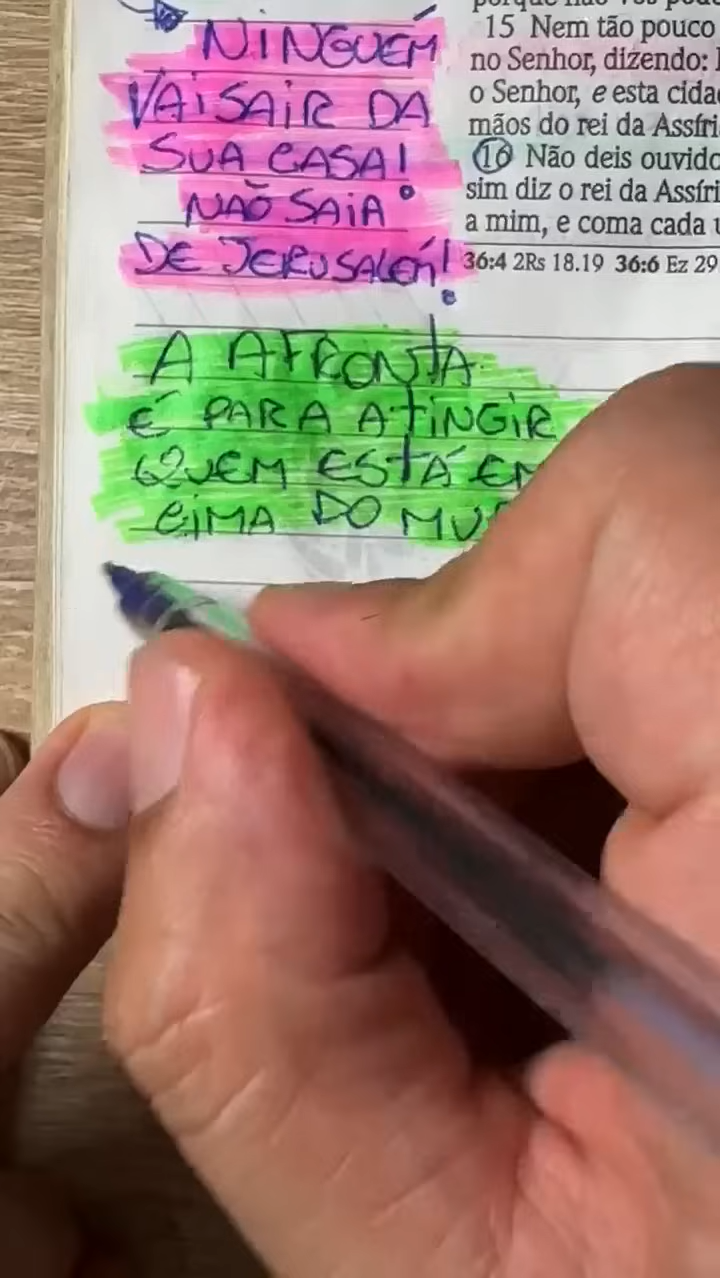 NINGUÉM
VAI SAIR DA
SUA CASA!
NÃO SAIA
DE JERUSALÉM!
A AFRONTA
É PARA ATINGIR
QUEM ESTÁ EM
CIMA DO
15 Nem tão pouco
no Senhor, dizendo:
o Senhor, e esta
mãos do rei da
16 Não deis
sim diz o rei da
a mim, e coma cada
36:4 2Rs 18.19 36:6 Ez 29